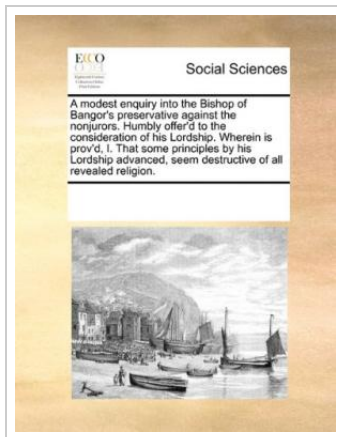 ECCO
Social Sciences
A modest enquiry into the Bishop of
Bangor's preservative against the
nonjurors. Humbly offer'd to the
consideration of his Lordship. Wherein is
prov'd, I. That some principles by his
Lordship advanced, seem destructive of all
revealed religion.